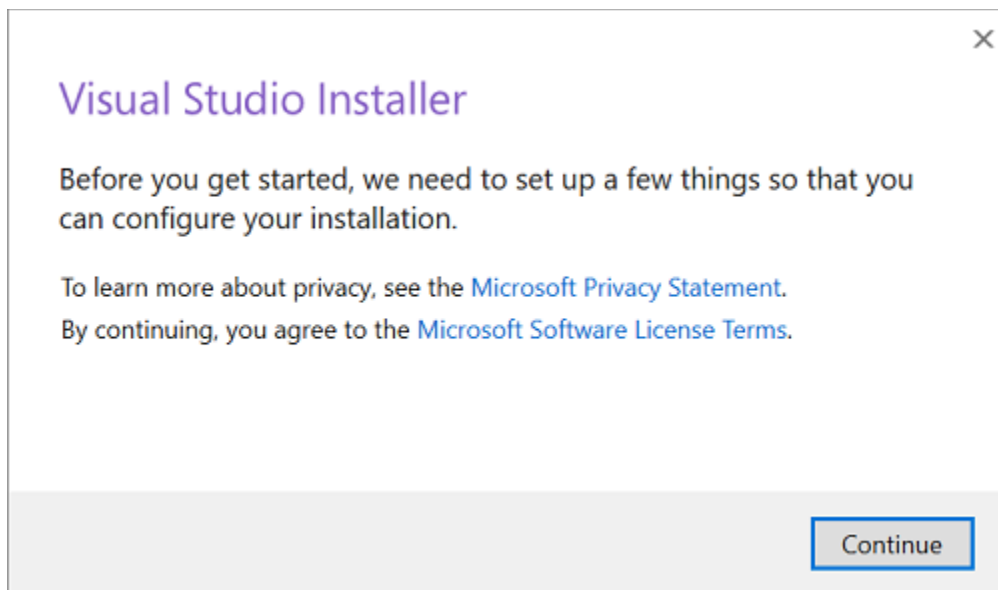 Visual Studio Installer
Before you get started, we need to set up a few things so that you
can configure your installation.
To learn more about privacy, see the Microsoft Privacy Statement.
By continuing, you agree to the Microsoft Software License Terms.
Continue